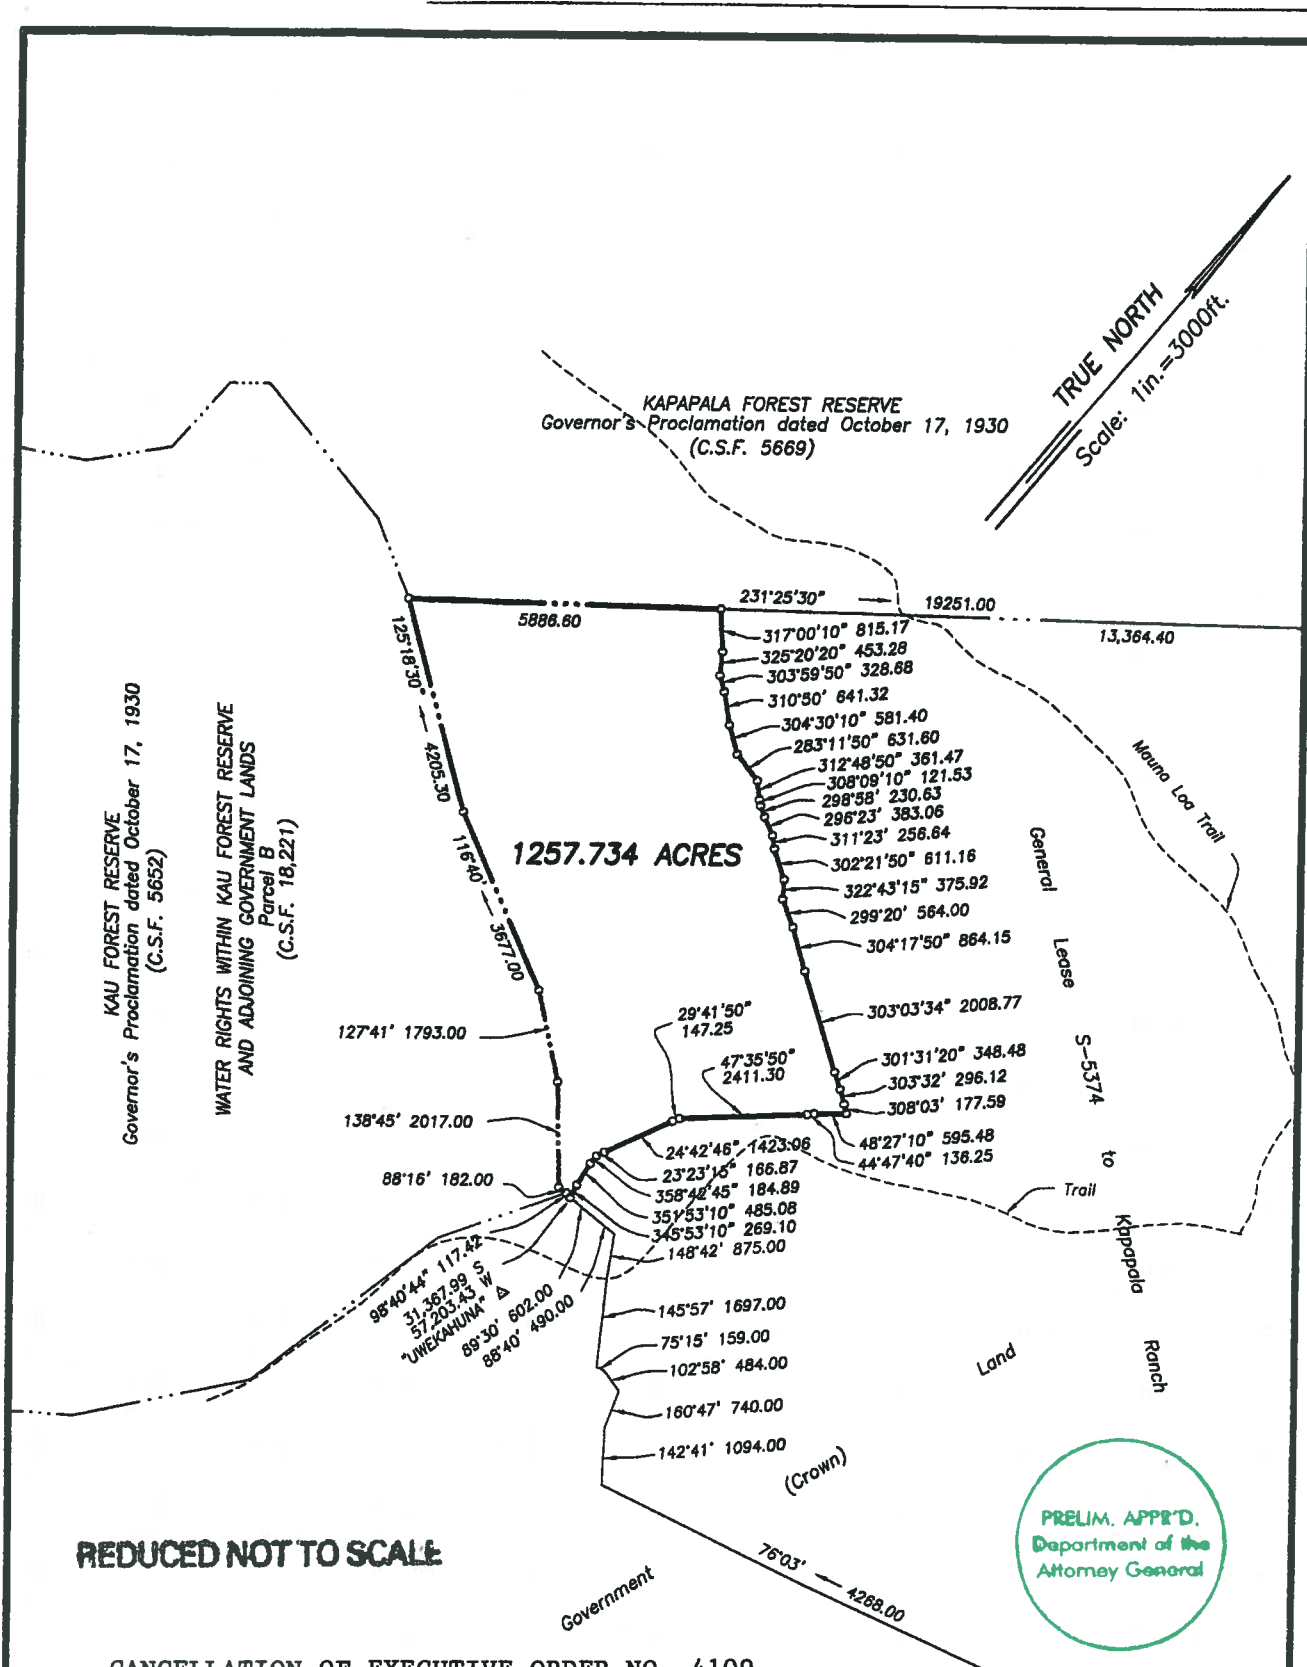 TRUE NORTH
Scale: 1in.=3000ft.
KAPAPALA FOREST RESERVE
Governor's Proclamation dated October 17, 1930
(C.S.F. 5669)
231°25'30"
19251.00
5886.60
13,364.40
317°00'10" 815.17
325°20'20" 453.28
303°59'50" 328.68
310°50' 641.32
304°30'10" 581.40
283°11'50" 631.60
312°48'50" 361.47
308°09'10" 121.53
298°58' 230.63
296°23' 383.06
311°23' 256.64
302°21'50" 611.16
322°43'15" 375.92
299°20' 564.00
304°17'50" 864.15
303°03'34" 2008.77
301°31'20" 348.48
303°32' 296.12
308°03' 177.59
48°27'10" 595.48
44°47'40" 136.25
125°18'30" 4205.30
116°40' 3677.00
1257.734 ACRES
KAU FOREST RESERVE
Governor's Proclamation dated October 17, 1930
(C.S.F. 5652)
WATER RIGHTS WITHIN KAU FOREST RESERVE
AND ADJOINING GOVERNMENT LANDS
Parcel B
(C.S.F. 18,221)
Mauna Loa Trail
General Lease S-5374 to Kapapala Ranch
29°41'50"
147.25
47°35'50"
2411.30
127°41' 1793.00
138°45' 2017.00
88°16' 182.00
24°42'46" 1423.06
23°23'15" 166.87
358°42'45" 184.89
351°53'10" 485.08
345°53'10" 269.10
148°42' 875.00
Trail
98°40'44" 117.42
31,367.99 S
57,203.43 W
"UWEKAHUNA" Δ
89°30' 602.00
88°40' 490.00
145°57' 1697.00
75°15' 159.00
102°58' 484.00
160°47' 740.00
142°41' 1094.00
Government (Crown) Land
76°03' 4268.00
REDUCED NOT TO SCALE
PRELIM. APPR'D.
Department of the
Attorney General
CANCELLATION OF EXECUTIVE ORDER NO. 4109